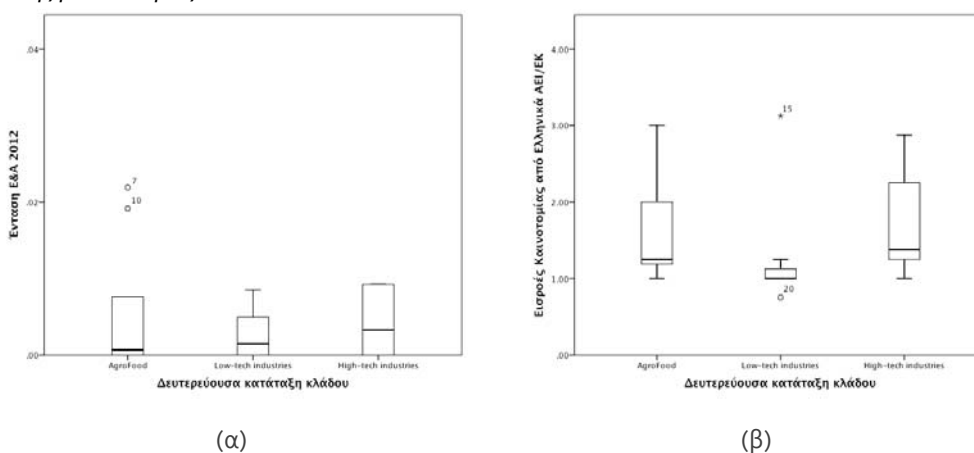 .04
.02
.00
Ένταση Ε&Α 2012
7
10
AgroFood
Low-tech industries
High-tech industries
Δευτερεύουσα κατάταξη κλάδου
(α)
4.00
3.00
2.00
1.00
.00
Εισροές Καινοτομίας από Ελληνικά ΑΕΙ/ΕΚ
15
20
AgroFood
Low-tech industries
High-tech industries
Δευτερεύουσα κατάταξη κλάδου
(β)